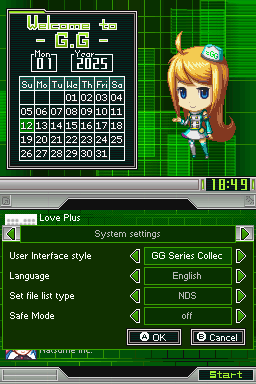 Welcome to
- G.G -
Mon Year
01 2025
Su Mo Tu We Th Fr Sa
01 02 03 04
05 06 07 08 09 10 11
12 13 14 15 16 17 18
19 20 21 22 23 24 25
26 27 28 29 30 31
18:49
Love Plus
System settings
User Interface style GG Series Collec
Language English
Set file list type NDS
Safe Mode off
A OK B Cancel
Natsume Inc.
Start